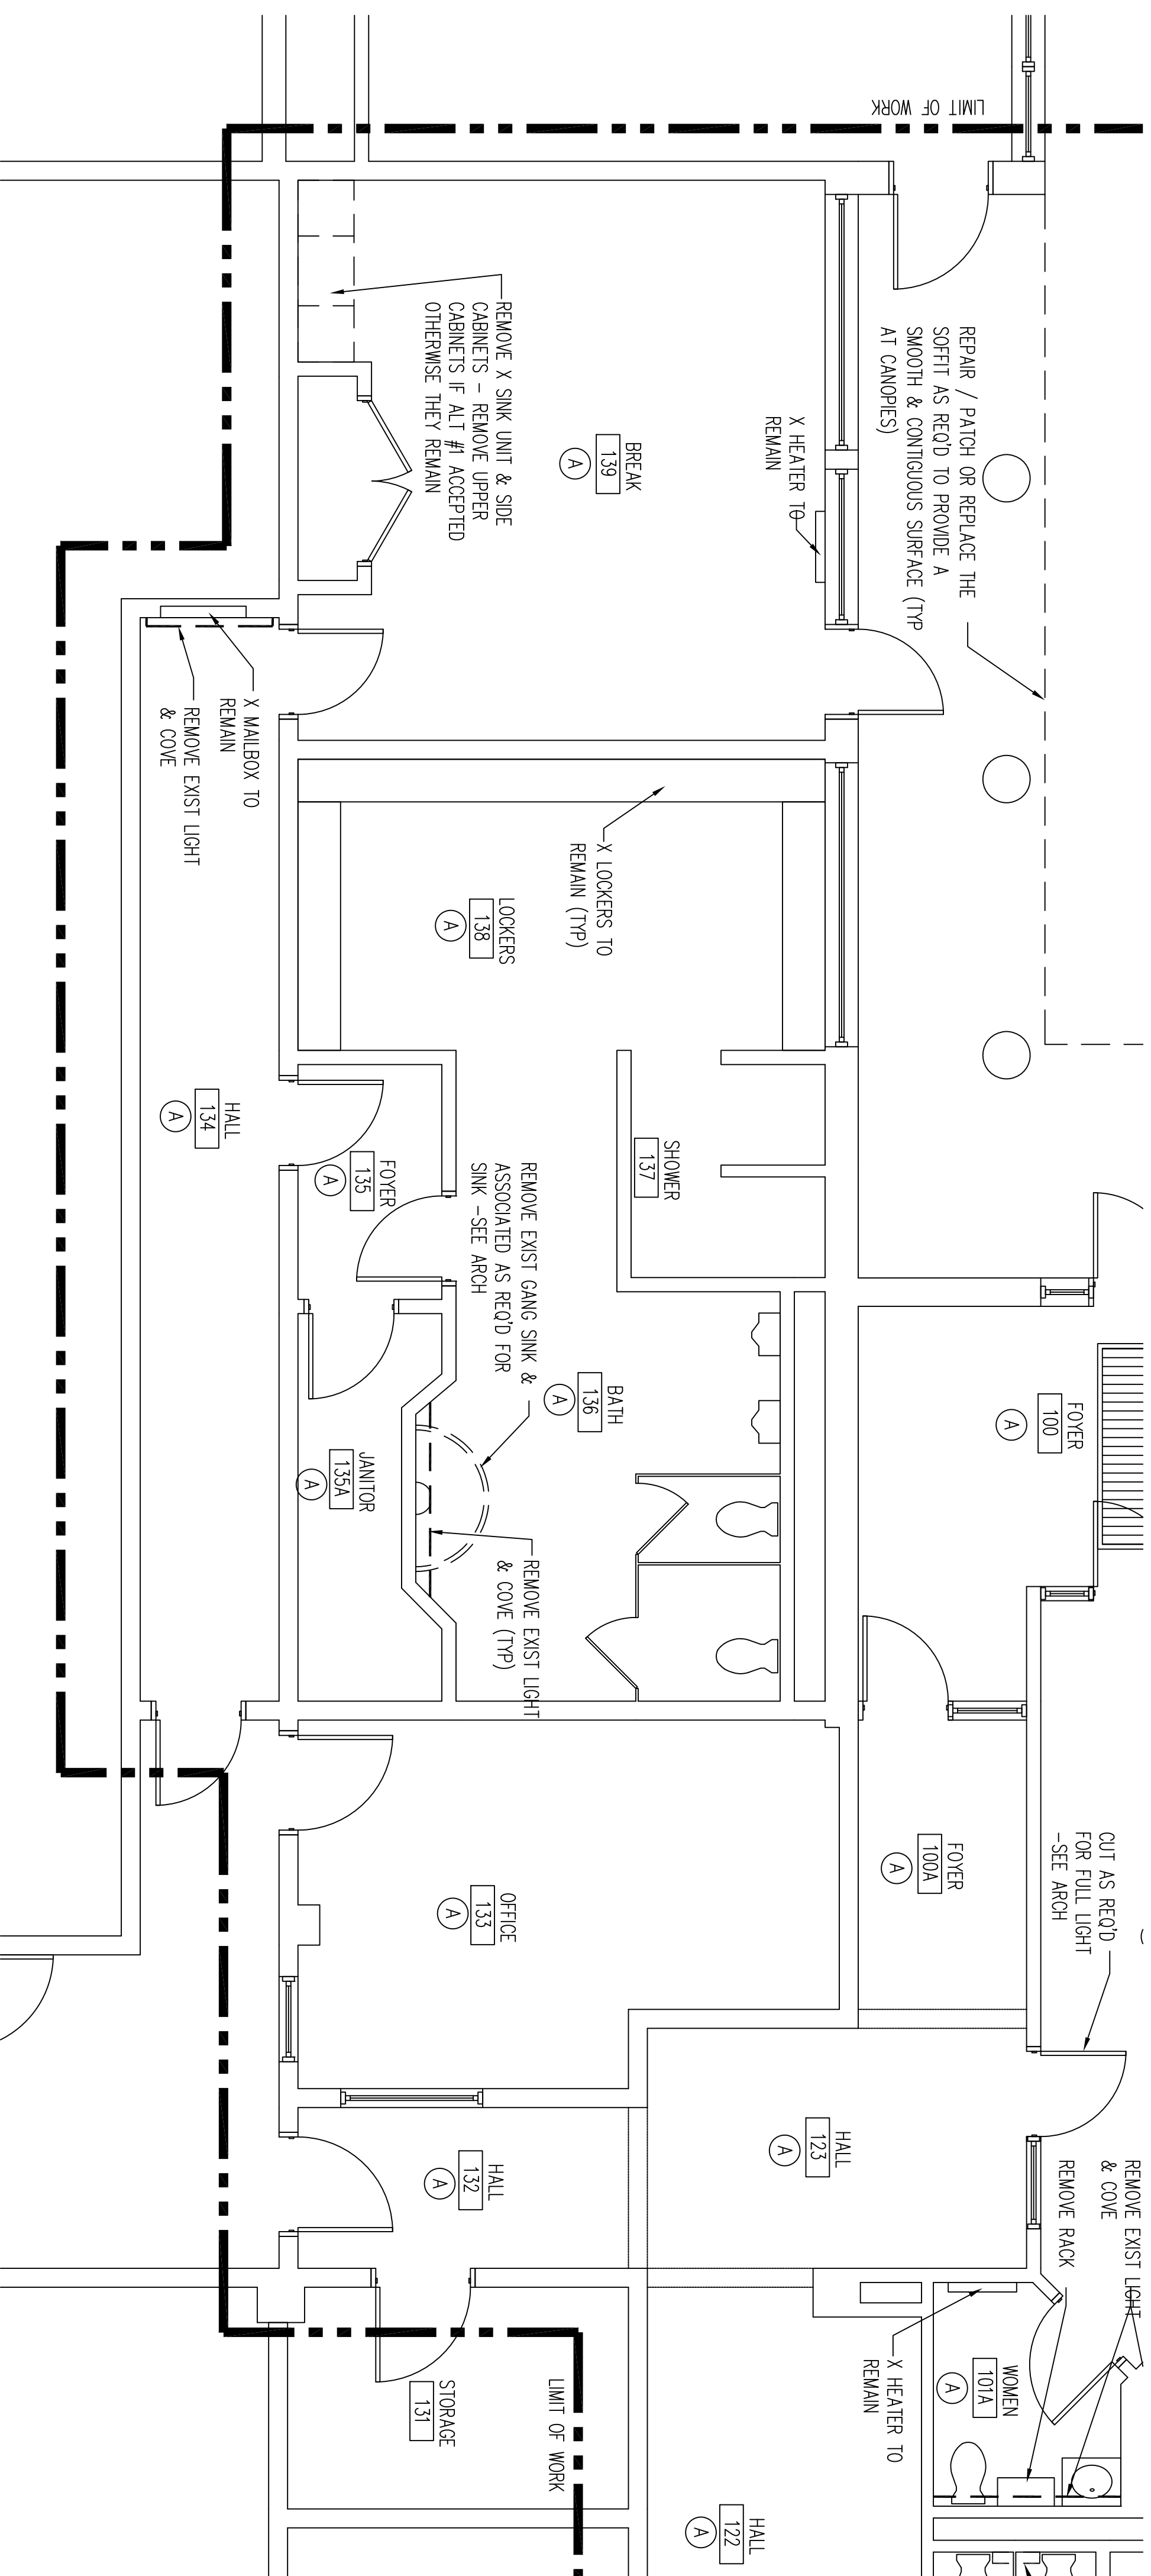 LIMIT OF WORK
REPAIR / PATCH OR REPLACE THE
SOFFIT AS REQ'D TO PROVIDE A
SMOOTH & CONTIGUOUS SURFACE (TYP
AT CANOPIES)
X HEATER TO
REMAIN
BREAK
139
A
REMOVE X SINK UNIT & SIDE
CABINETS - REMOVE UPPER
CABINETS IF ALT #1 ACCEPTED
OTHERWISE THEY REMAIN
X MAILBOX TO
REMAIN
REMOVE EXIST LIGHT
& COVE
X LOCKERS TO
REMAIN (TYP)
LOCKERS
138
A
HALL
134
A
SHOWER
137
FOYER
135
A
REMOVE EXIST GANG SINK &
ASSOCIATED AS REQ'D FOR
SINK -SEE ARCH
BATH
136
A
FOYER
100
A
JANITOR
135A
A
REMOVE EXIST LIGHT
& COVE (TYP)
CUT AS REQ'D
FOR FULL LIGHT
-SEE ARCH
FOYER
100A
A
OFFICE
133
A
HALL
123
A
HALL
132
A
REMOVE EXIST LIGHT
& COVE
REMOVE RACK
X HEATER TO
REMAIN
WOMEN
101A
A
STORAGE
131
LIMIT OF WORK
HALL
122
A